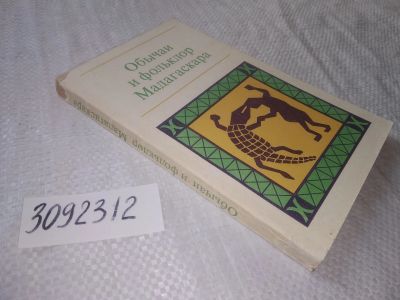 Обычаи
и фольклор
Мадагаскара
Обычаи и фольклор Мадагаскара
3092312